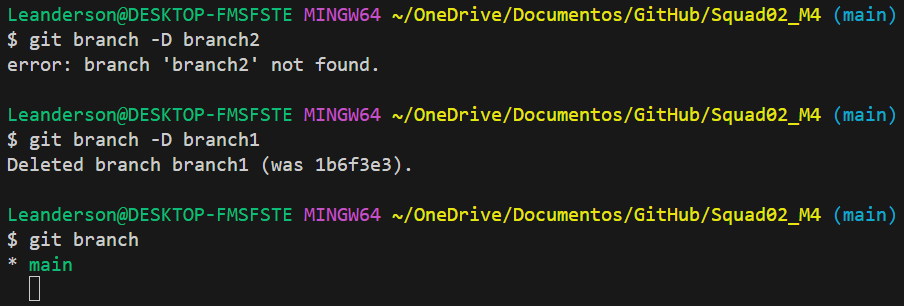 Leanderson@DESKTOP-FMSFSTE MINGW64 ~/OneDrive/Documentos/GitHub/Squad02_M4 (main)
$ git branch -D branch2
error: branch 'branch2' not found.
Leanderson@DESKTOP-FMSFSTE MINGW64 ~/OneDrive/Documentos/GitHub/Squad02_M4 (main)
$ git branch -D branch1
Deleted branch branch1 (was 1b6f3e3).
Leanderson@DESKTOP-FMSFSTE MINGW64 ~/OneDrive/Documentos/GitHub/Squad02_M4 (main)
$ git branch
* main